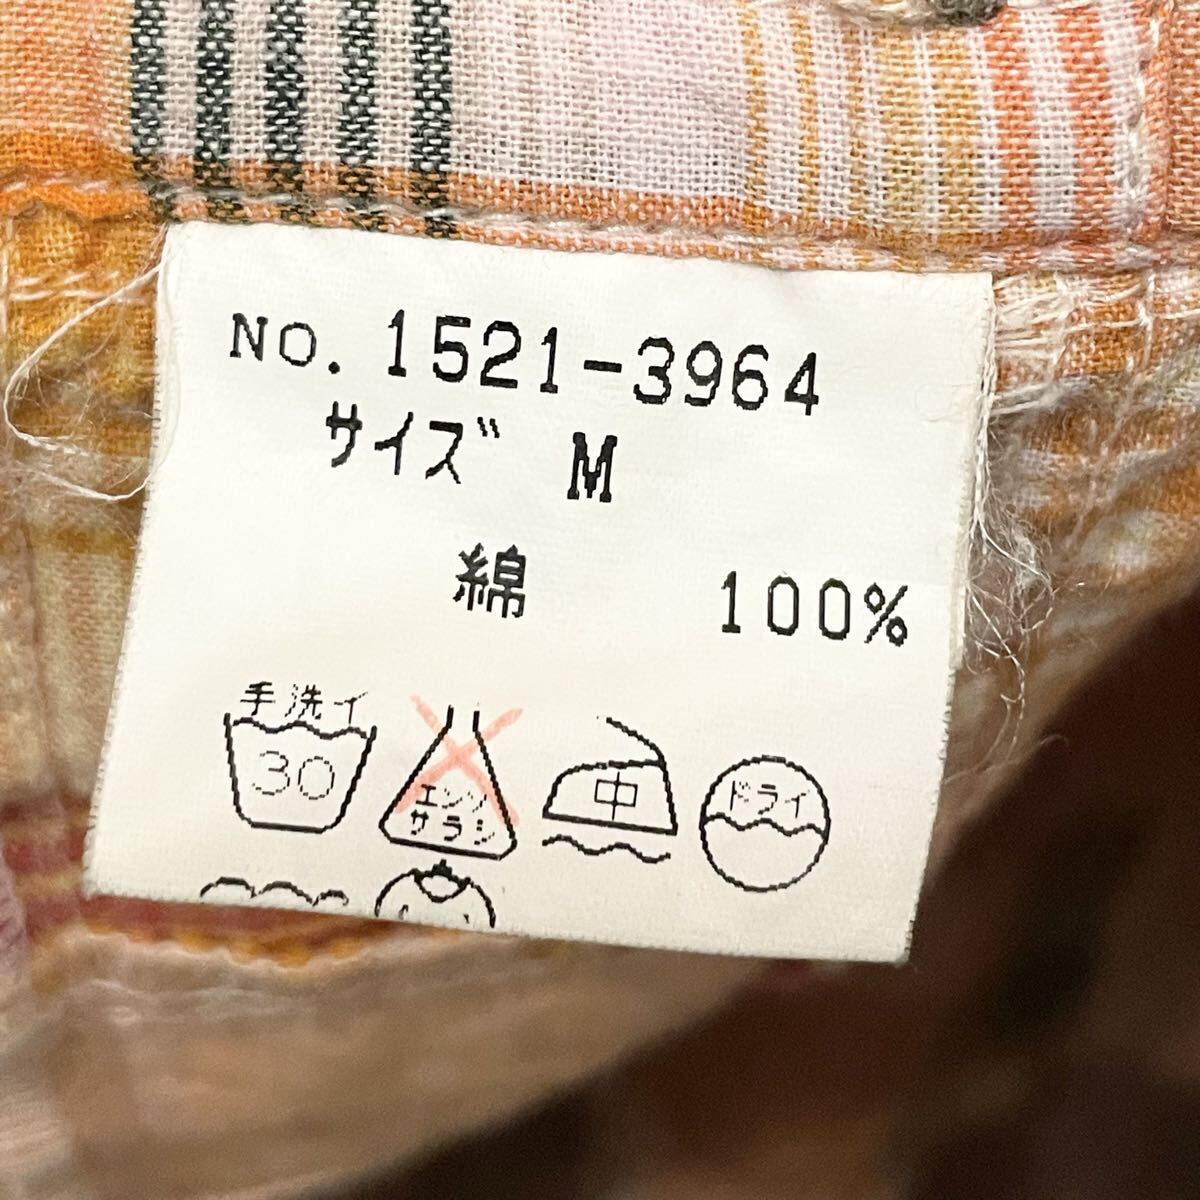 NO. 1521-3964
サイズ M
綿 100%
手洗イ
30
エンソ
サラシ
中
ドライ